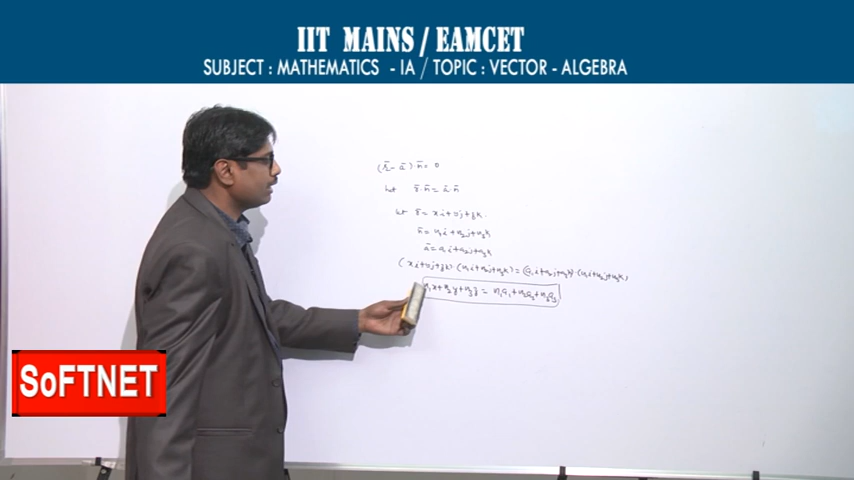 IIT MAINS / EAMCET
SUBJECT : MATHEMATICS - IA / TOPIC : VECTOR - ALGEBRA
(r̄ - ā) · n̄ = 0
let r̄ · n̄ = ā · n̄
let r̄ = xi + yj + zk.
n̄ = n₁i + n₂j + n₃k
ā = a₁i + a₂j + a₃k
(xi + yj + zk) · (n₁i + n₂j + n₃k) = (a₁i + a₂j + a₃k) · (n₁i + n₂j + n₃k)
n₁x + n₂y + n₃z = n₁a₁ + n₂a₂ + n₃a₃
SoFTNET